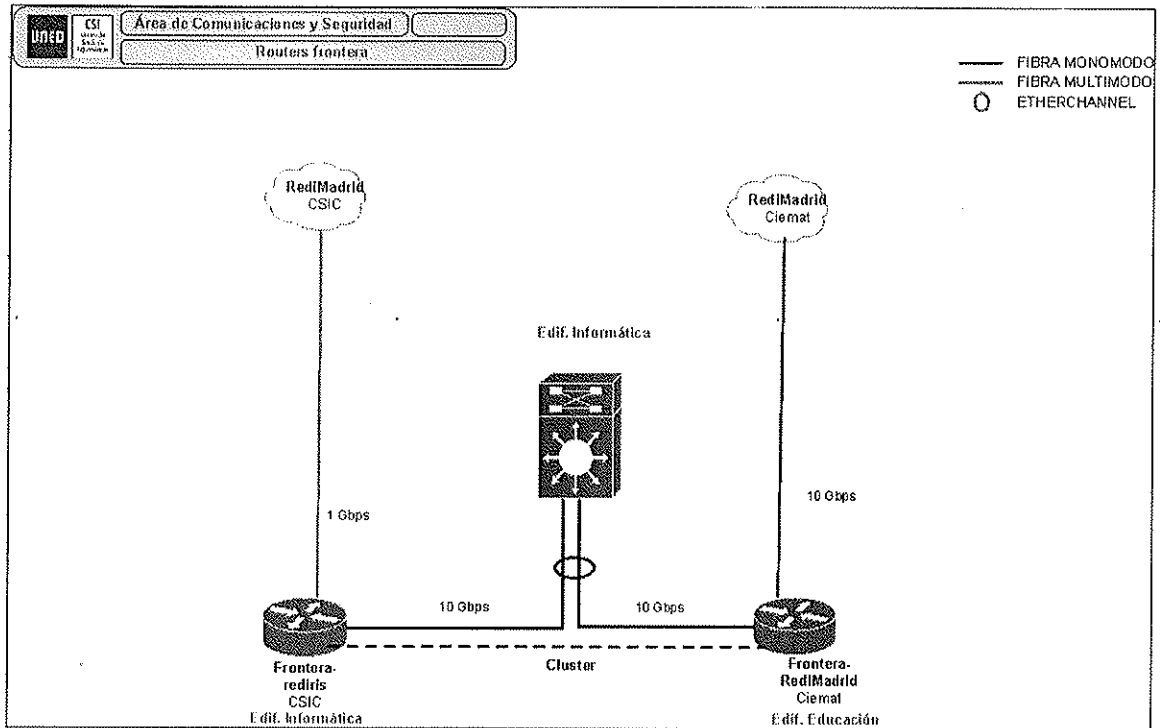 UNED
CSI
Área de Comunicaciones y Seguridad
Routers frontera
FIBRA MONOMODO
FIBRA MULTIMODO
ETHERCHANNEL
RedIMadrid
CSIC
RedIMadrid
Ciemat
Edif. Informática
1 Gbps
10 Gbps
10 Gbps
10 Gbps
Cluster
Frontera-
redIris
CSIC
Edif. Informática
Frontera-
RedIMadrid
Ciemat
Edif. Educación